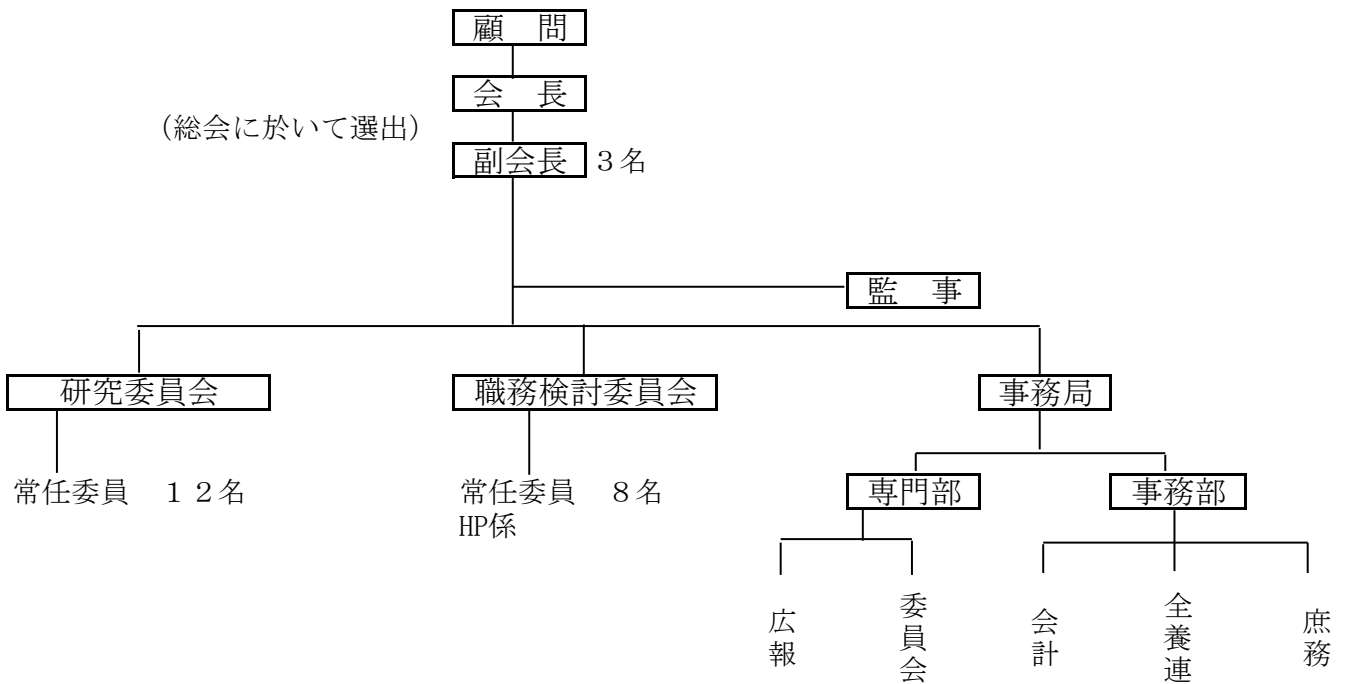 顧　問
会　長
（総会に於いて選出）
副会長 ３名
監　事
研究委員会
職務検討委員会
事務局
常任委員　１２名
常任委員　８名
HP係
専門部
事務部
広報
委員会
会計
全養連
庶務